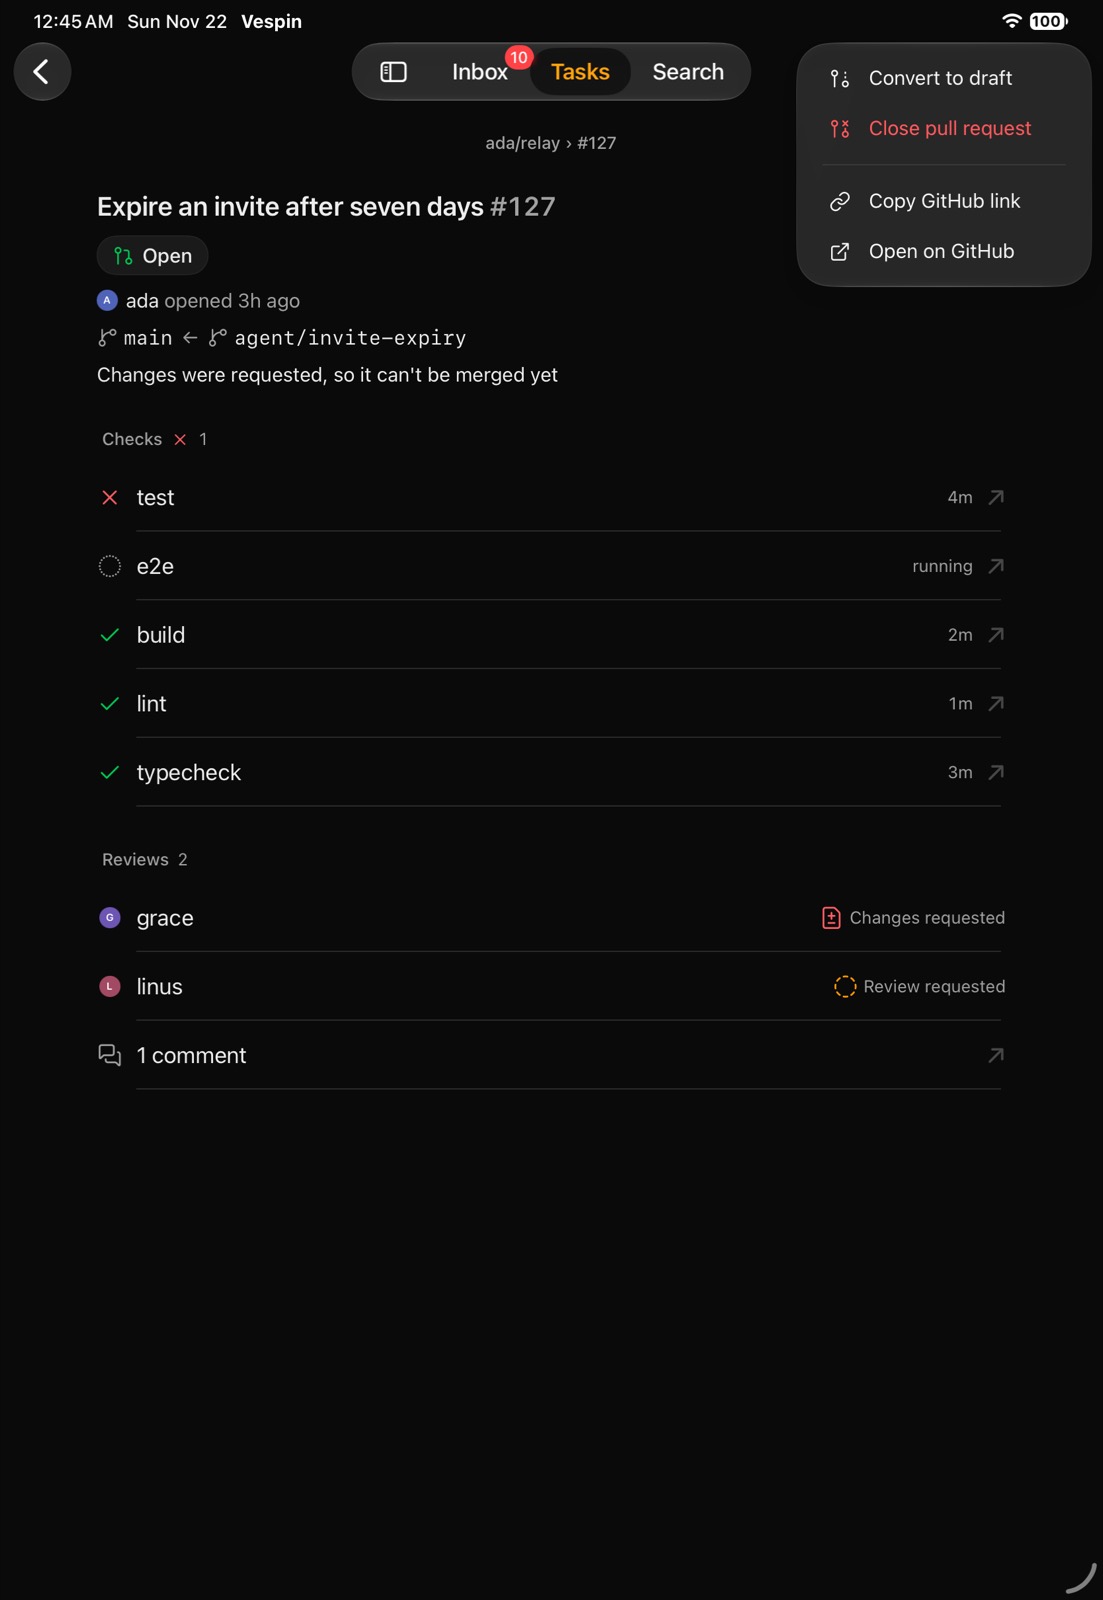 12:45 AM Sun Nov 22 Vespin
100
Inbox 10 Tasks Search
Convert to draft
Close pull request
Copy GitHub link
Open on GitHub
ada/relay › #127
Expire an invite after seven days #127
Open
A ada opened 3h ago
main ← agent/invite-expiry
Changes were requested, so it can't be merged yet
Checks × 1
test 4m
e2e running
build 2m
lint 1m
typecheck 3m
Reviews 2
G grace Changes requested
L linus Review requested
1 comment